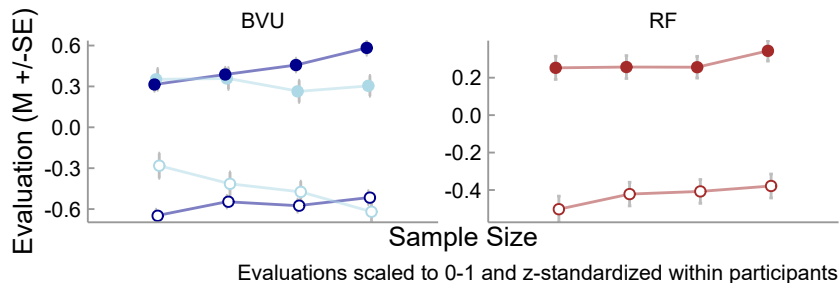 BVU
RF
Evaluation (M +/-SE)
0.6
0.3
0.0
-0.3
-0.6
0.2
0.0
-0.2
-0.4
Sample Size
Evaluations scaled to 0-1 and z-standardized within participants